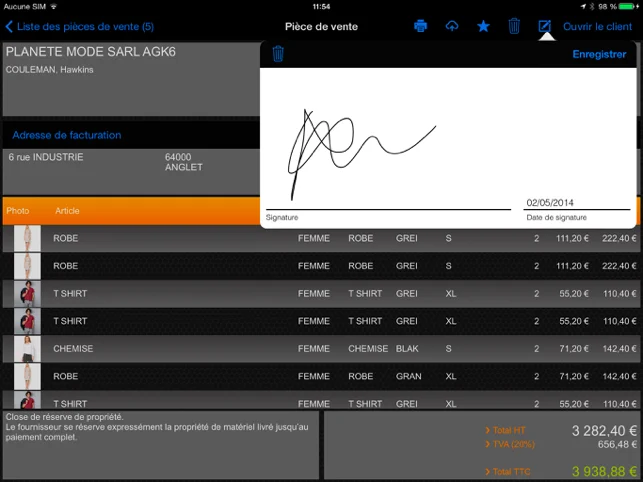 Aucune SIM 11:54 98 %
Liste des pièces de vente (5) Pièce de vente Ouvrir le client
PLANETE MODE SARL AGK6
COULEMAN, Hawkins
Enregistrer
02/05/2014
Signature Date de signature
Adresse de facturation
6 rue INDUSTRIE 64000
ANGLET
Photo Article
ROBE FEMME ROBE GREI S 2 111,20 € 222,40 €
ROBE FEMME ROBE GREI S 2 111,20 € 222,40 €
T SHIRT FEMME T SHIRT GREI XL 2 55,20 € 110,40 €
T SHIRT FEMME T SHIRT GREI XL 2 55,20 € 110,40 €
CHEMISE FEMME CHEMISE BLAK S 2 71,20 € 142,40 €
ROBE FEMME ROBE GRAN XL 2 71,20 € 142,40 €
T SHIRT FEMME T SHIRT GREI XL 2 55,20 € 110,40 €
Close de réserve de propriété.
Le fournisseur se réserve expressément la propriété de matériel livré jusqu'au
paiement complet.
Total HT 3 282,40 €
TVA (20%) 656,48 €
Total TTC 3 938,88 €